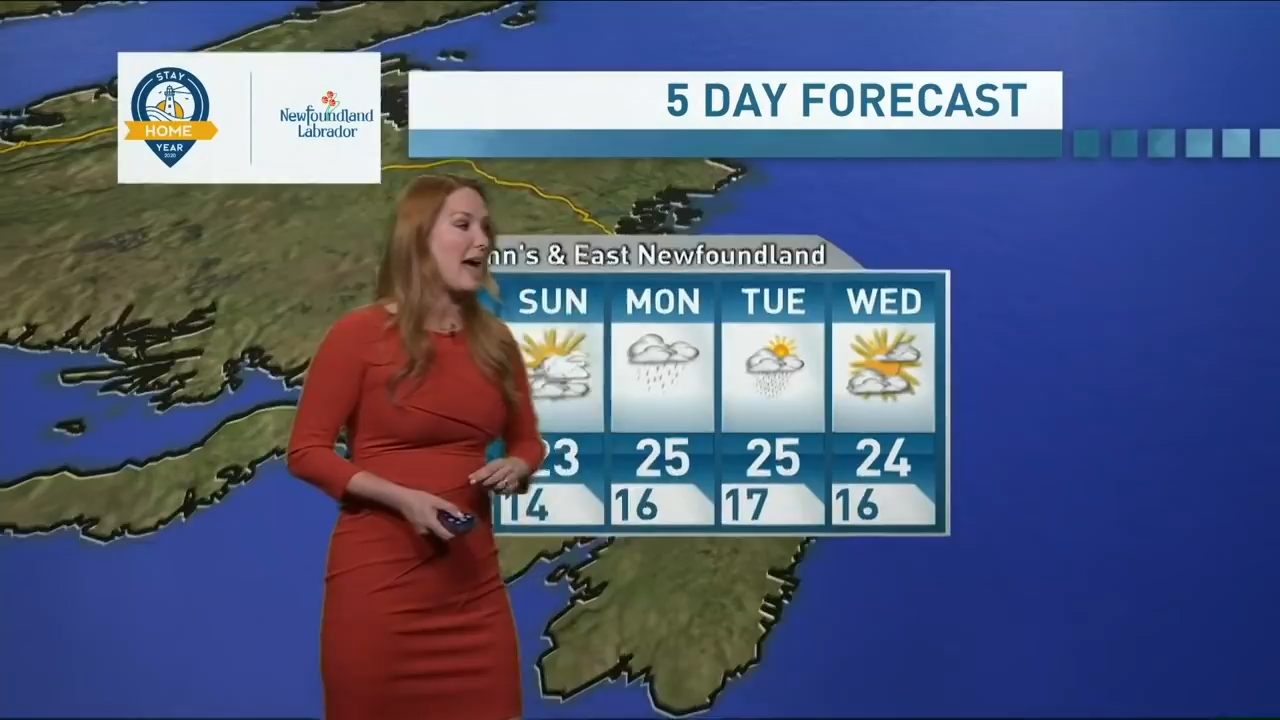 STAY
HOME
YEAR
2020
Newfoundland
Labrador
5 DAY FORECAST
nn's & East Newfoundland
SUN MON TUE WED
23 25 25 24
14 16 17 16